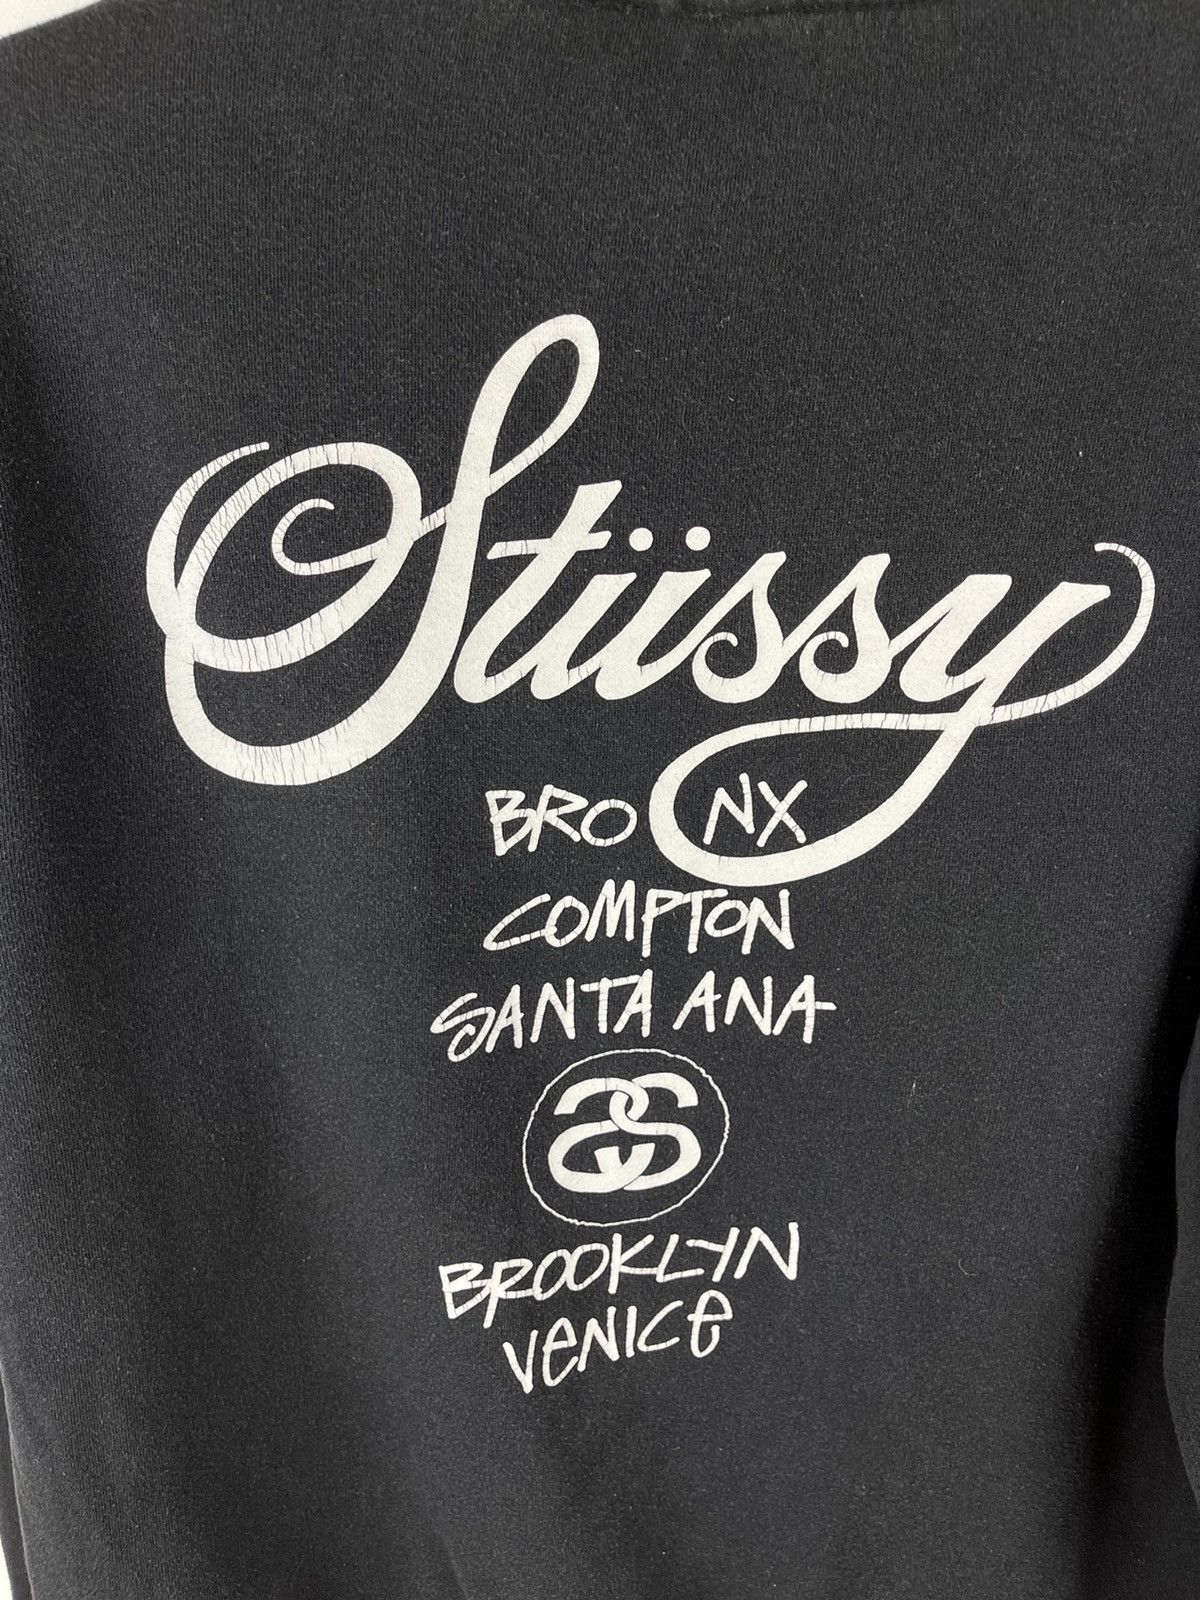 Stüssy
BRONX
COMPTON
SANTA ANA
SS
BROOKLYN
VENICE